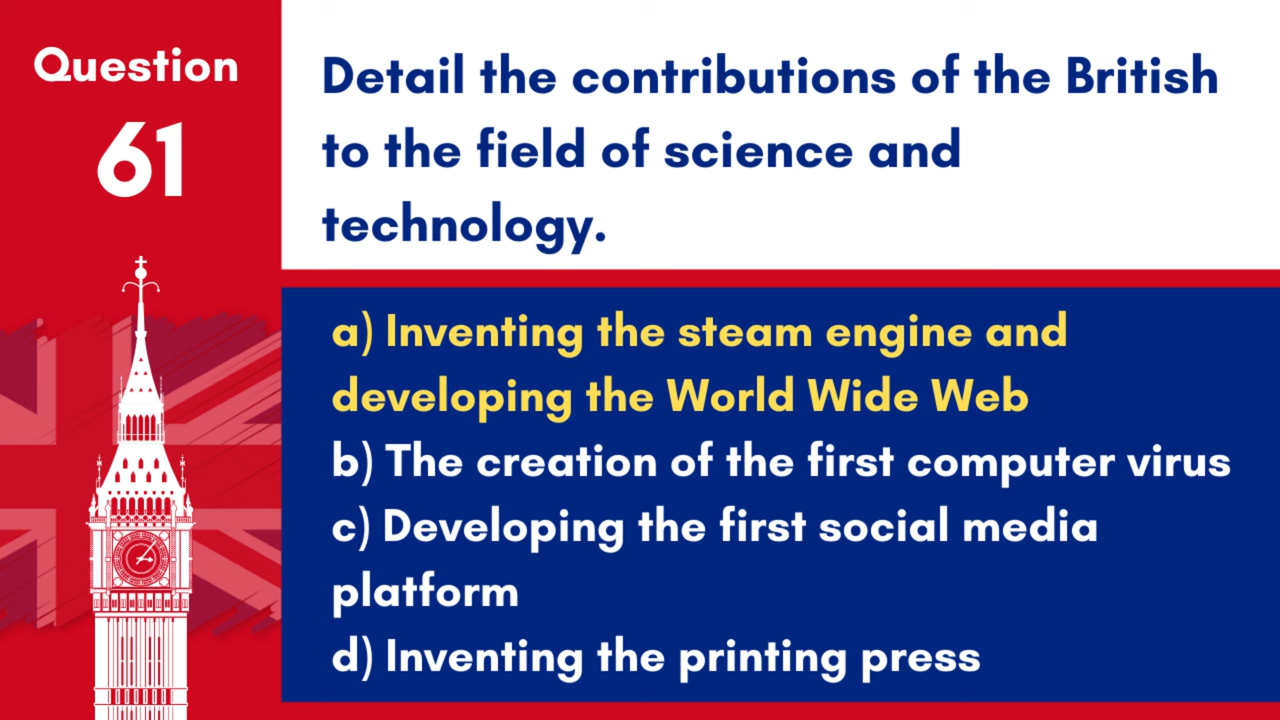 Question
61
Detail the contributions of the British
to the field of science and
technology.
a) Inventing the steam engine and
developing the World Wide Web
b) The creation of the first computer virus
c) Developing the first social media
platform
d) Inventing the printing press